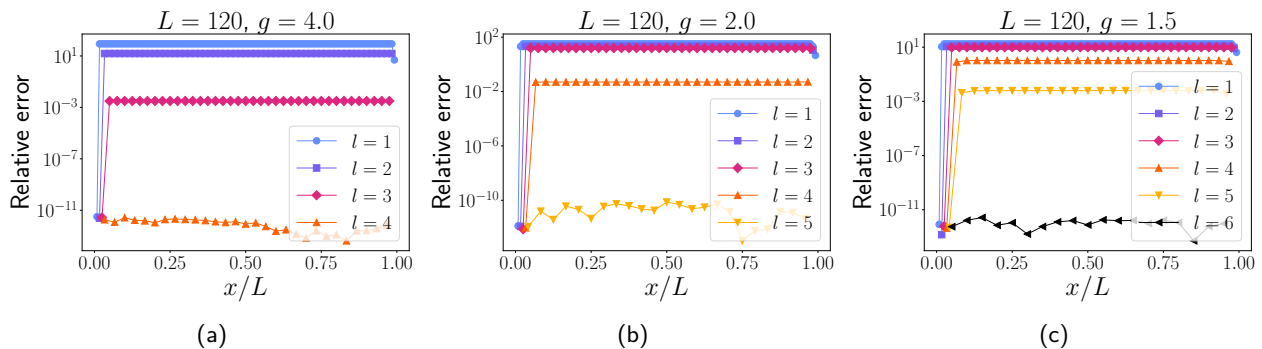 L = 120, g = 4.0
Relative error
10^1
10^−3
10^−7
10^−11
0.00 0.25 0.50 0.75 1.00
x/L
l = 1
l = 2
l = 3
l = 4
(a)
L = 120, g = 2.0
Relative error
10^2
10^−2
10^−6
10^−10
0.00 0.25 0.50 0.75 1.00
x/L
l = 1
l = 2
l = 3
l = 4
l = 5
(b)
L = 120, g = 1.5
Relative error
10^1
10^−3
10^−7
10^−11
0.00 0.25 0.50 0.75 1.00
x/L
l = 1
l = 2
l = 3
l = 4
l = 5
l = 6
(c)